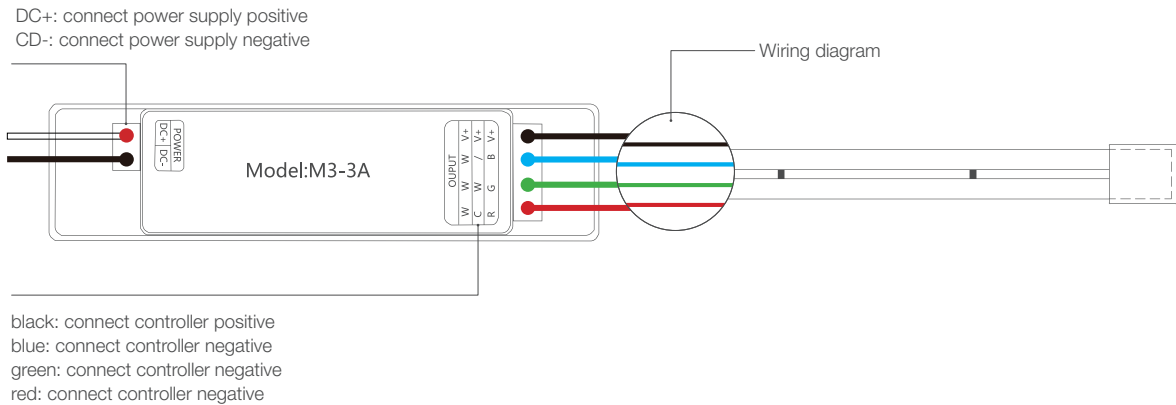 DC+: connect power supply positive
CD-: connect power supply negative
Wiring diagram
POWER
DC+ DC-
Model:M3-3A
OUPUT
W W W V+
C W / V+
R G B V+
black: connect controller positive
blue: connect controller negative
green: connect controller negative
red: connect controller negative